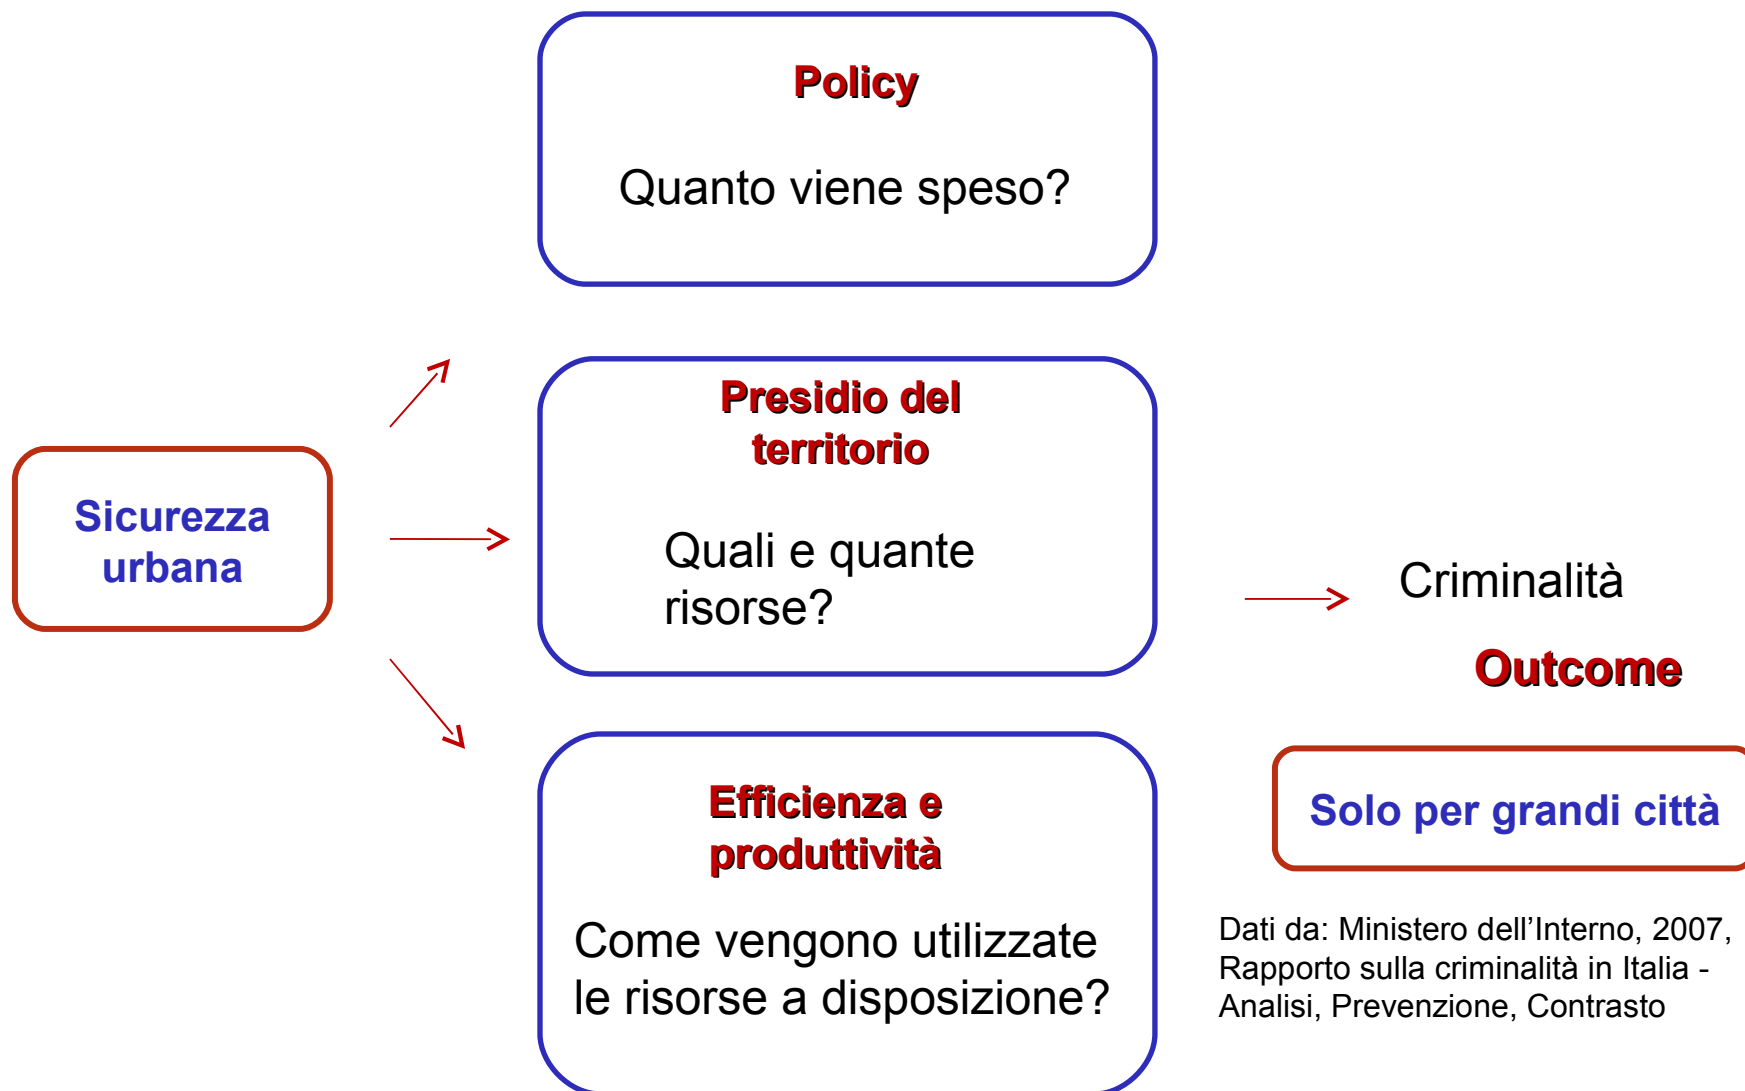 Policy
Quanto viene speso?
Presidio del
territorio
Quali e quante
risorse?
Sicurezza
urbana
Criminalità
Outcome
Efficienza e
produttività
Come vengono utilizzate
le risorse a disposizione?
Solo per grandi città
Dati da: Ministero dell’Interno, 2007,
Rapporto sulla criminalità in Italia -
Analisi, Prevenzione, Contrasto